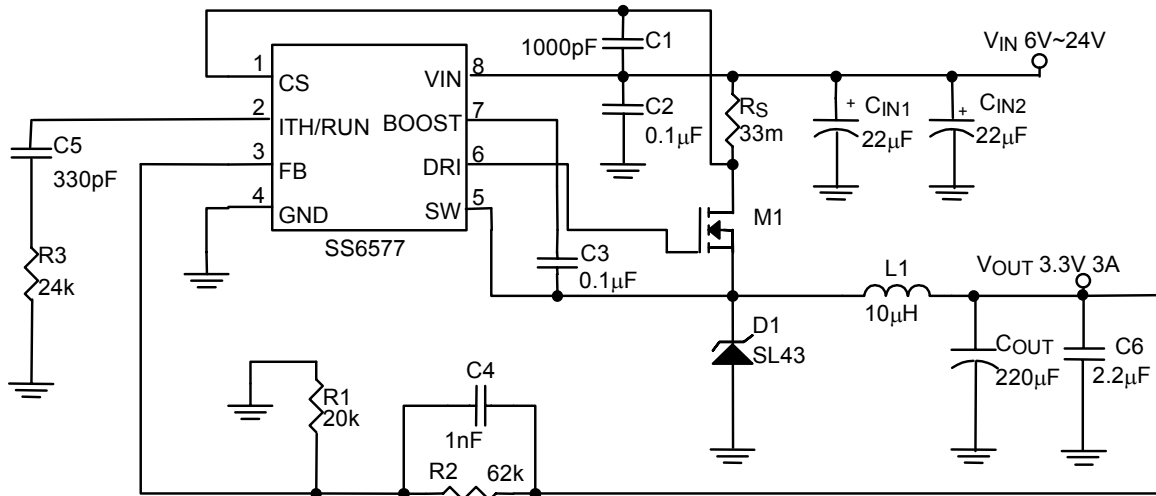 1000pF
C1
VIN 6V~24V
1
CS
VIN
8
2
ITH/RUN
BOOST
7
3
FB
DRI
6
4
GND
SW
5
SS6577
C2
0.1μF
RS
33m
+
CIN1
22μF
+
CIN2
22μF
C5
330pF
R3
24k
M1
C3
0.1μF
L1
10μH
VOUT 3.3V 3A
D1
SL43
COUT
220μF
C6
2.2μF
R1
20k
C4
1nF
R2
62k